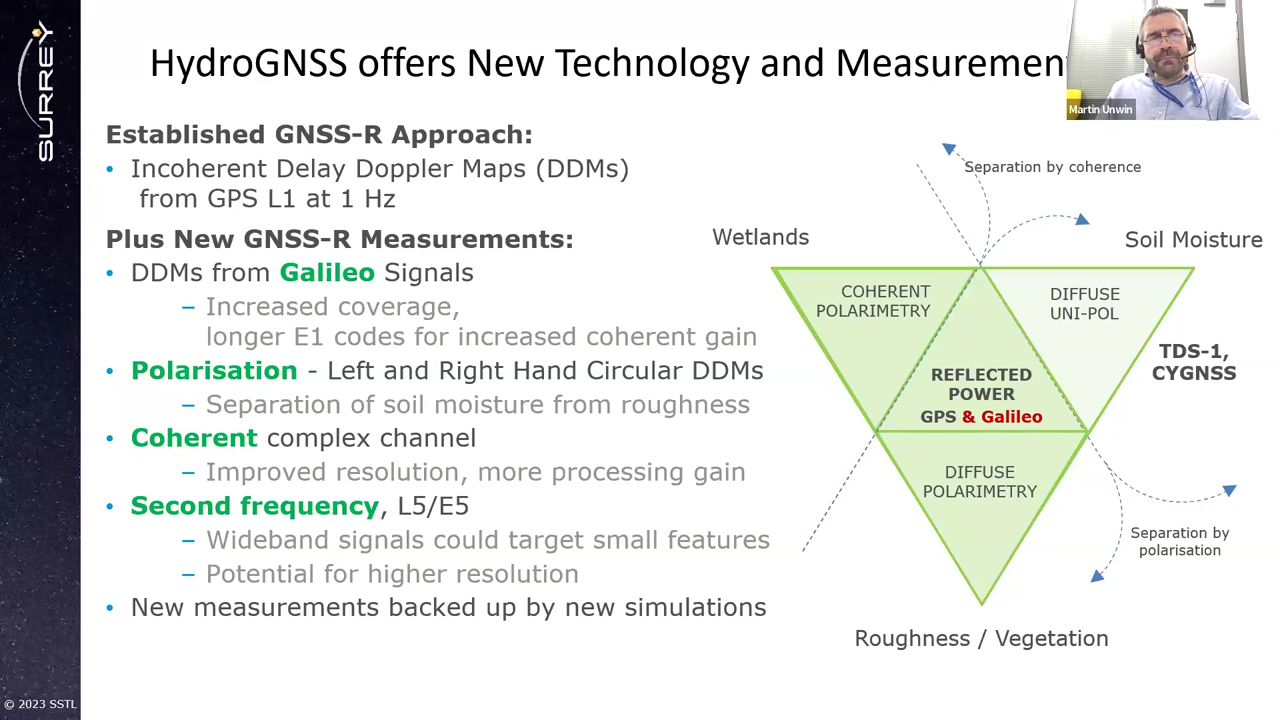 SURREY
HydroGNSS offers New Technology and Measurement
Martin Unwin
Established GNSS-R Approach:
• Incoherent Delay Doppler Maps (DDMs)
from GPS L1 at 1 Hz
Plus New GNSS-R Measurements:
• DDMs from Galileo Signals
– Increased coverage,
longer E1 codes for increased coherent gain
• Polarisation - Left and Right Hand Circular DDMs
– Separation of soil moisture from roughness
• Coherent complex channel
– Improved resolution, more processing gain
• Second frequency, L5/E5
– Wideband signals could target small features
– Potential for higher resolution
• New measurements backed up by new simulations
Separation by coherence
Wetlands
Soil Moisture
COHERENT
POLARIMETRY
DIFFUSE
UNI-POL
TDS-1,
CYGNSS
REFLECTED
POWER
GPS & Galileo
DIFFUSE
POLARIMETRY
Separation by
polarisation
Roughness / Vegetation
© 2023 SSTL